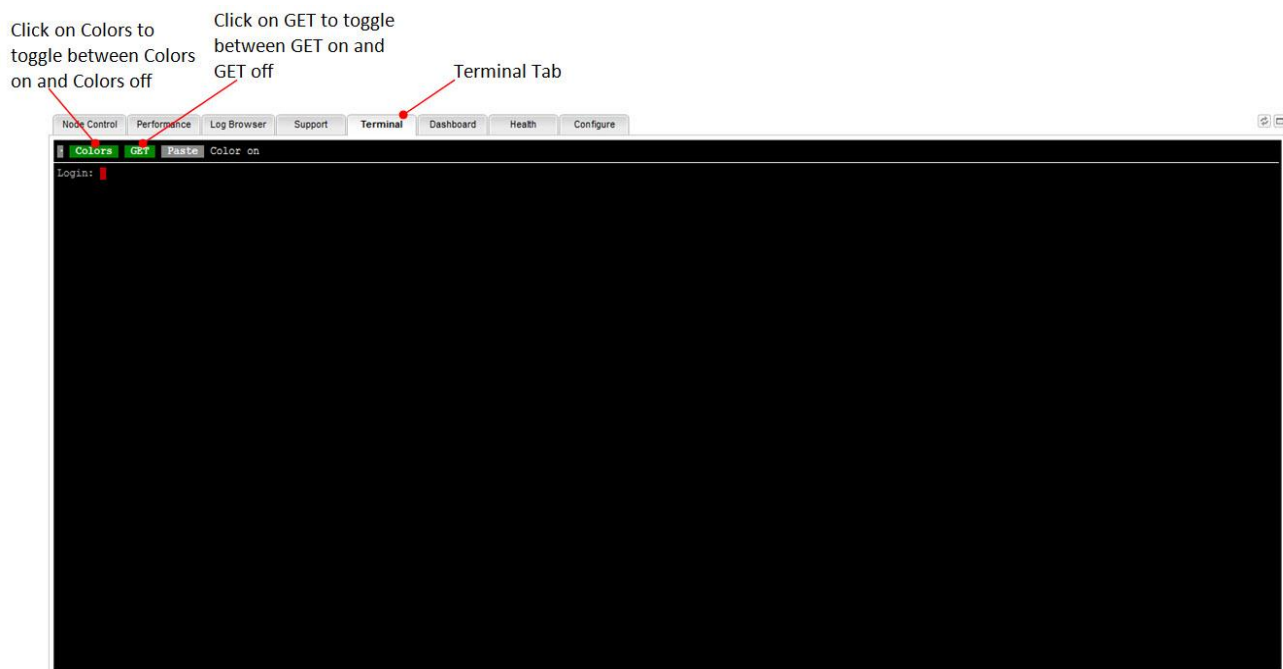 Click on Colors to
toggle between Colors
on and Colors off
Click on GET to toggle
between GET on and
GET off
Terminal Tab
Node Control Performance Log Browser Support Terminal Dashboard Health Configure
Colors GET Paste Color on
Login: